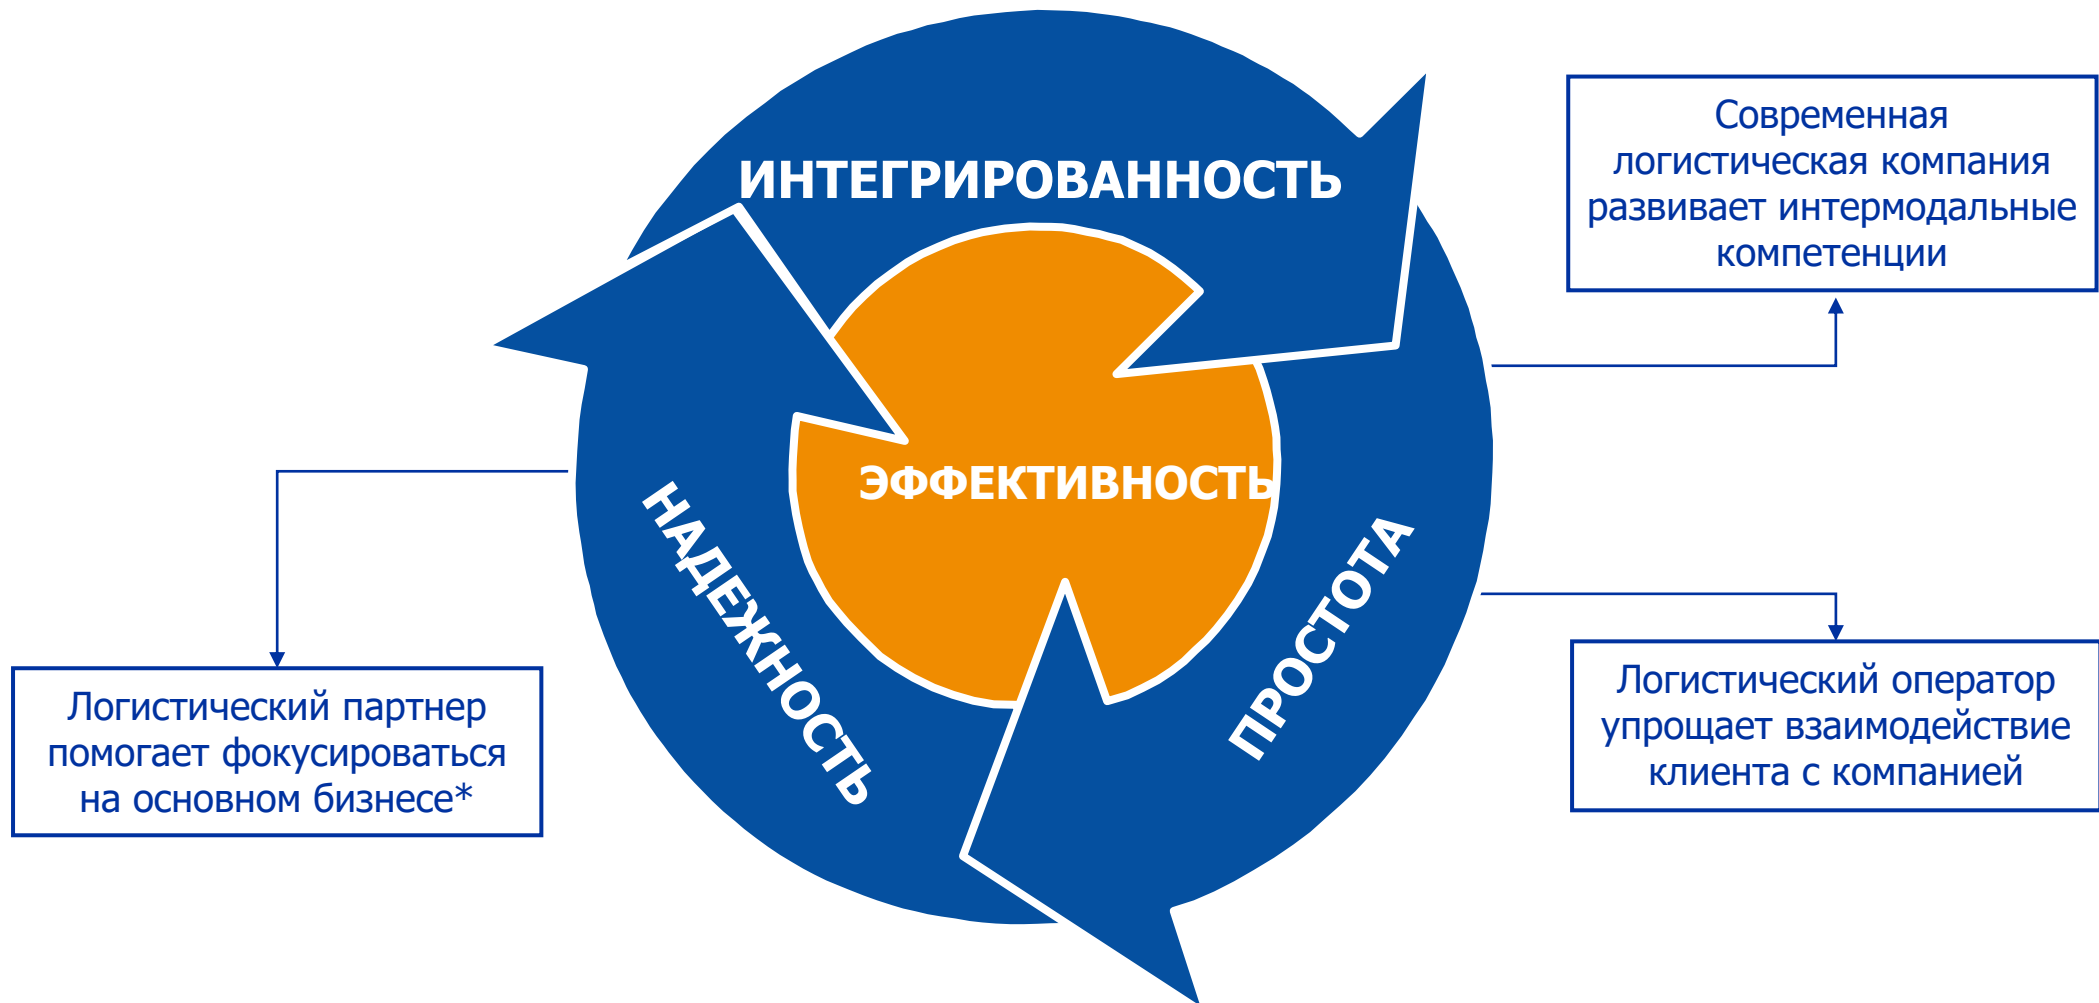 ИНТЕГРИРОВАННОСТЬ
ЭФФЕКТИВНОСТЬ
НАДЕЖНОСТЬ
ПРОСТОТА
Современная
логистическая компания
развивает интермодальные
компетенции
Логистический партнер
помогает фокусироваться
на основном бизнесе*
Логистический оператор
упрощает взаимодействие
клиента с компанией